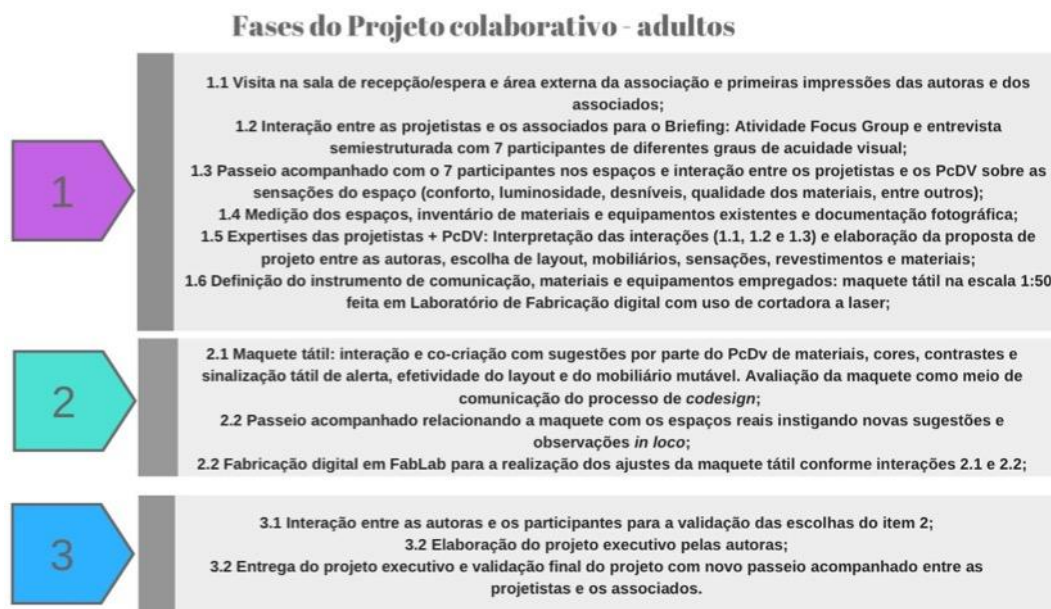 Fases do Projeto colaborativo - adultos
1
1.1 Visita na sala de recepção/espera e área externa da associação e primeiras impressões das autoras e dos
associados;
1.2 Interação entre as projetistas e os associados para o Briefing: Atividade Focus Group e entrevista
semiestruturada com 7 participantes de diferentes graus de acuidade visual;
1.3 Passeio acompanhado com o 7 participantes nos espaços e interação entre os projetistas e os PcDV sobre as
sensações do espaço (conforto, luminosidade, desníveis, qualidade dos materiais, entre outros);
1.4 Medição dos espaços, inventário de materiais e equipamentos existentes e documentação fotográfica;
1.5 Expertises das projetistas + PcDV: Interpretação das interações (1.1, 1.2 e 1.3) e elaboração da proposta de
projeto entre as autoras, escolha de layout, mobiliários, sensações, revestimentos e materiais;
1.6 Definição do instrumento de comunicação, materiais e equipamentos empregados: maquete tátil na escala 1:50
feita em Laboratório de Fabricação digital com uso de cortadora a laser;
2
2.1 Maquete tátil: interação e co-criação com sugestões por parte do PcDv de materiais, cores, contrastes e
sinalização tátil de alerta, efetividade do layout e do mobiliário mutável. Avaliação da maquete como meio de
comunicação do processo de codesign;
2.2 Passeio acompanhado relacionando a maquete com os espaços reais instigando novas sugestões e
observações in loco;
2.2 Fabricação digital em FabLab para a realização dos ajustes da maquete tátil conforme interações 2.1 e 2.2;
3
3.1 Interação entre as autoras e os participantes para a validação das escolhas do item 2;
3.2 Elaboração do projeto executivo pelas autoras;
3.2 Entrega do projeto executivo e validação final do projeto com novo passeio acompanhado entre as
projetistas e os associados.